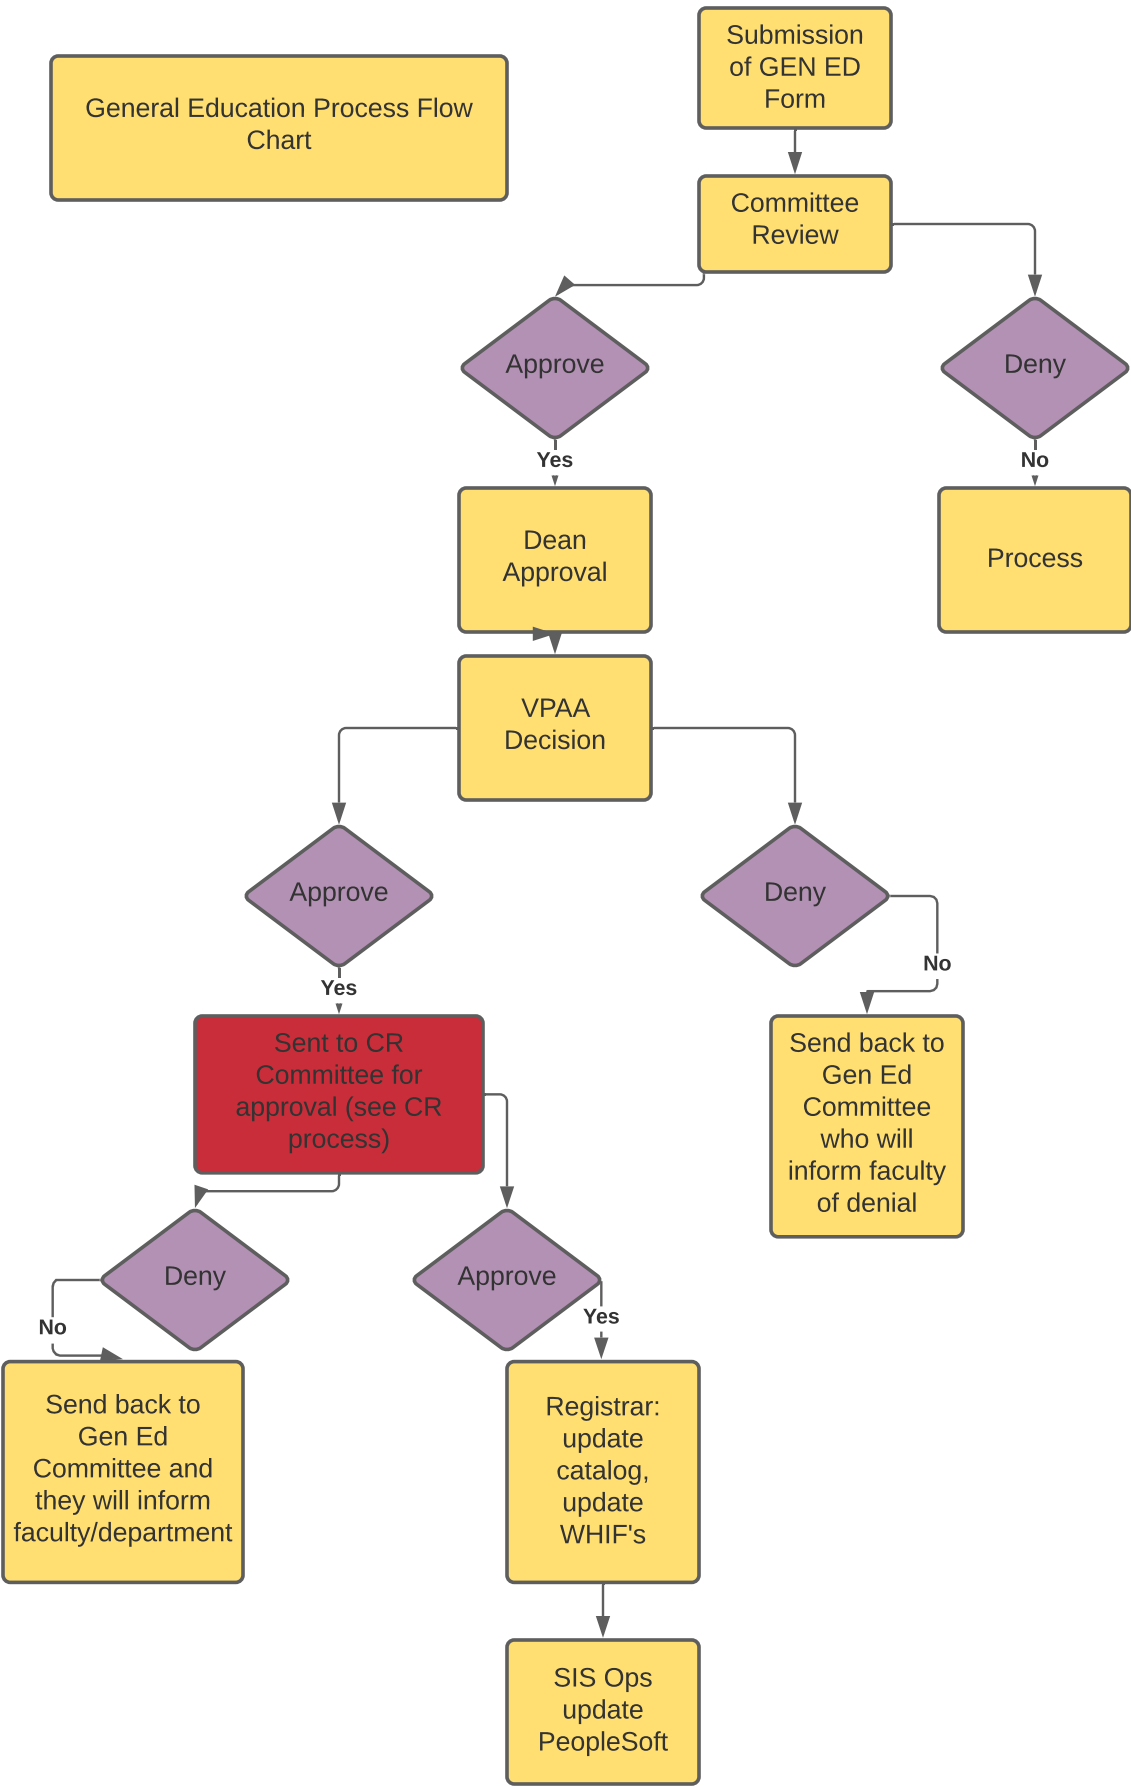 General Education Process Flow
Chart
Submission
of GEN ED
Form
Committee
Review
Approve
Deny
Yes
No
Dean
Approval
Process
VPAA
Decision
Approve
Deny
Yes
No
Sent to CR
Committee for
approval (see CR
process)
Send back to
Gen Ed
Committee
who will
inform faculty
of denial
Deny
Approve
No
Yes
Send back to
Gen Ed
Committee and
they will inform
faculty/department
Registrar:
update
catalog,
update
WHIF's
SIS Ops
update
PeopleSoft